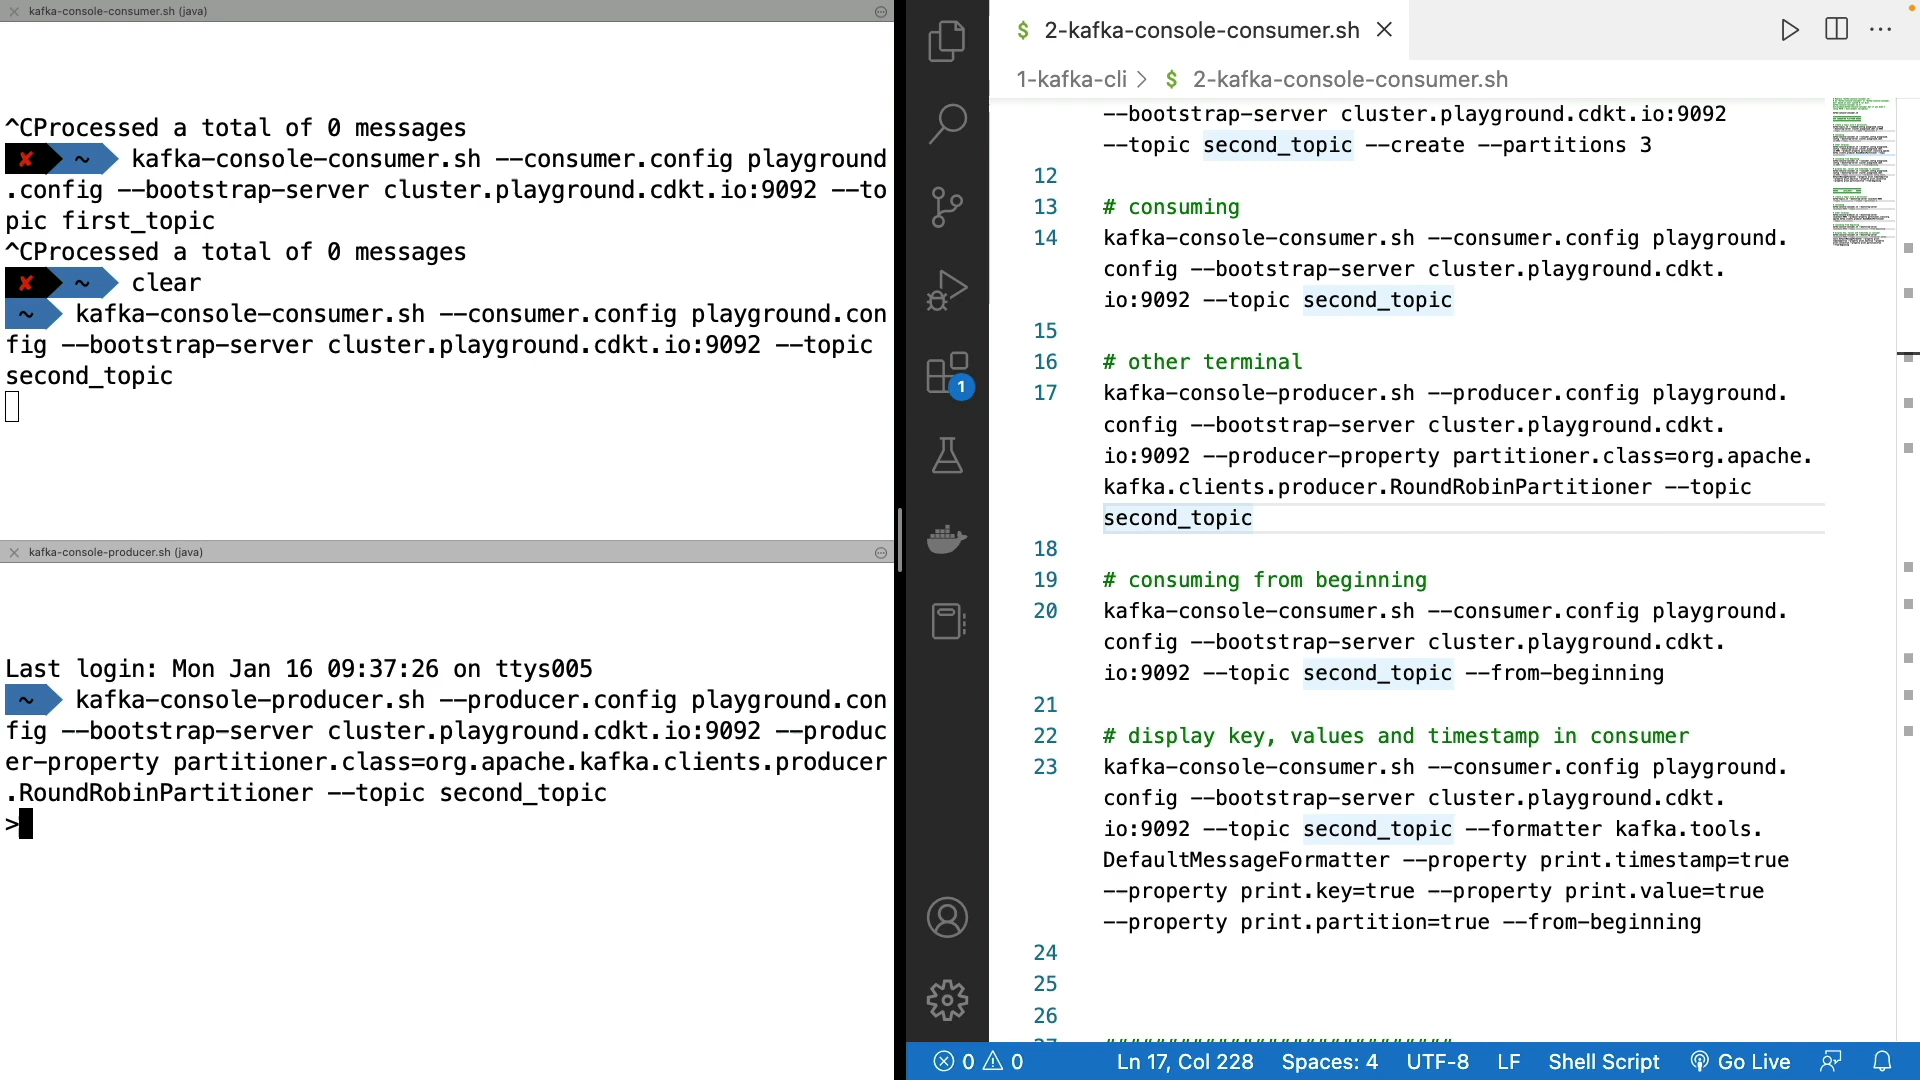 kafka-console-consumer.sh (java)
^CProcessed a total of 0 messages
✘ ~ kafka-console-consumer.sh --consumer.config playground
.config --bootstrap-server cluster.playground.cdkt.io:9092 --to
pic first_topic
^CProcessed a total of 0 messages
✘ ~ clear
~ kafka-console-consumer.sh --consumer.config playground.con
fig --bootstrap-server cluster.playground.cdkt.io:9092 --topic
second_topic
kafka-console-producer.sh (java)
Last login: Mon Jan 16 09:37:26 on ttys005
~ kafka-console-producer.sh --producer.config playground.con
fig --bootstrap-server cluster.playground.cdkt.io:9092 --produc
er-property partitioner.class=org.apache.kafka.clients.producer
.RoundRobinPartitioner --topic second_topic
>
1
$ 2-kafka-console-consumer.sh
1-kafka-cli > $ 2-kafka-console-consumer.sh
--bootstrap-server cluster.playground.cdkt.io:9092
--topic second_topic --create --partitions 3
12
13 # consuming
14 kafka-console-consumer.sh --consumer.config playground.
config --bootstrap-server cluster.playground.cdkt.
io:9092 --topic second_topic
15
16 # other terminal
17 kafka-console-producer.sh --producer.config playground.
config --bootstrap-server cluster.playground.cdkt.
io:9092 --producer-property partitioner.class=org.apache.
kafka.clients.producer.RoundRobinPartitioner --topic
second_topic
18
19 # consuming from beginning
20 kafka-console-consumer.sh --consumer.config playground.
config --bootstrap-server cluster.playground.cdkt.
io:9092 --topic second_topic --from-beginning
21
22 # display key, values and timestamp in consumer
23 kafka-console-consumer.sh --consumer.config playground.
config --bootstrap-server cluster.playground.cdkt.
io:9092 --topic second_topic --formatter kafka.tools.
DefaultMessageFormatter --property print.timestamp=true
--property print.key=true --property print.value=true
--property print.partition=true --from-beginning
24
25
26
0 0 Ln 17, Col 228 Spaces: 4 UTF-8 LF Shell Script Go Live